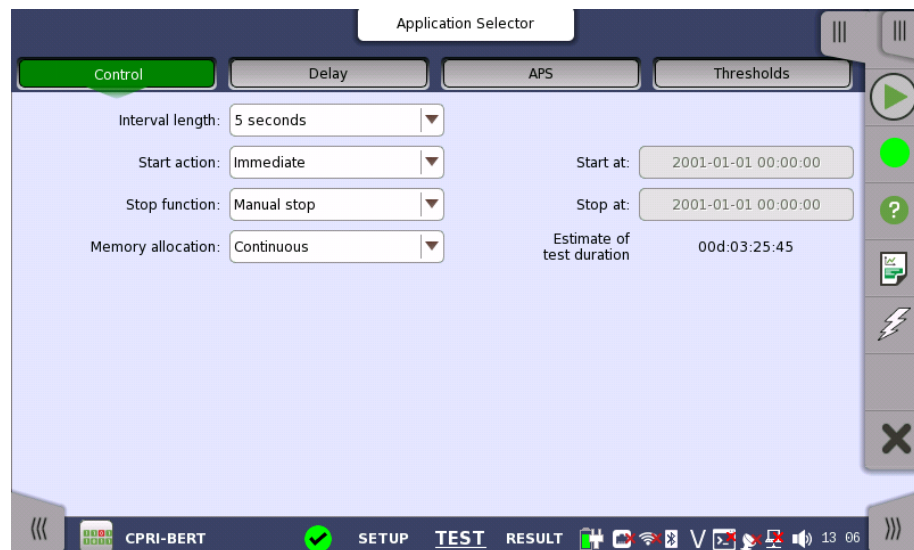 Application Selector
Control Delay APS Thresholds
Interval length: 5 seconds
Start action: Immediate Start at: 2001-01-01 00:00:00
Stop function: Manual stop Stop at: 2001-01-01 00:00:00
Memory allocation: Continuous Estimate of
test duration 00d:03:25:45
CPRI-BERT SETUP TEST RESULT V 13 06